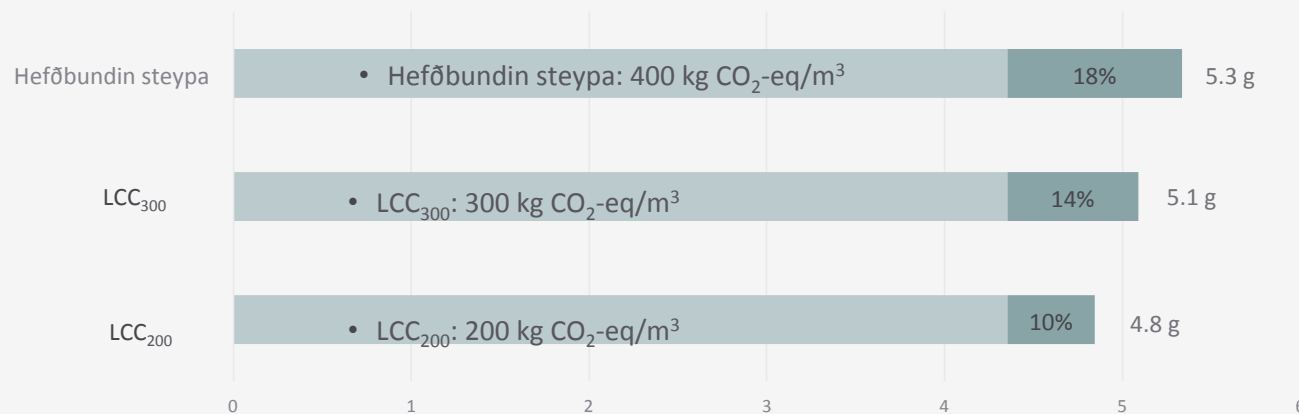 Hefðbundin steypa • Hefðbundin steypa: 400 kg CO₂-eq/m³ 18% 5.3 g
LCC₃₀₀ • LCC₃₀₀: 300 kg CO₂-eq/m³ 14% 5.1 g
LCC₂₀₀ • LCC₂₀₀: 200 kg CO₂-eq/m³ 10% 4.8 g
0 1 2 3 4 5 6